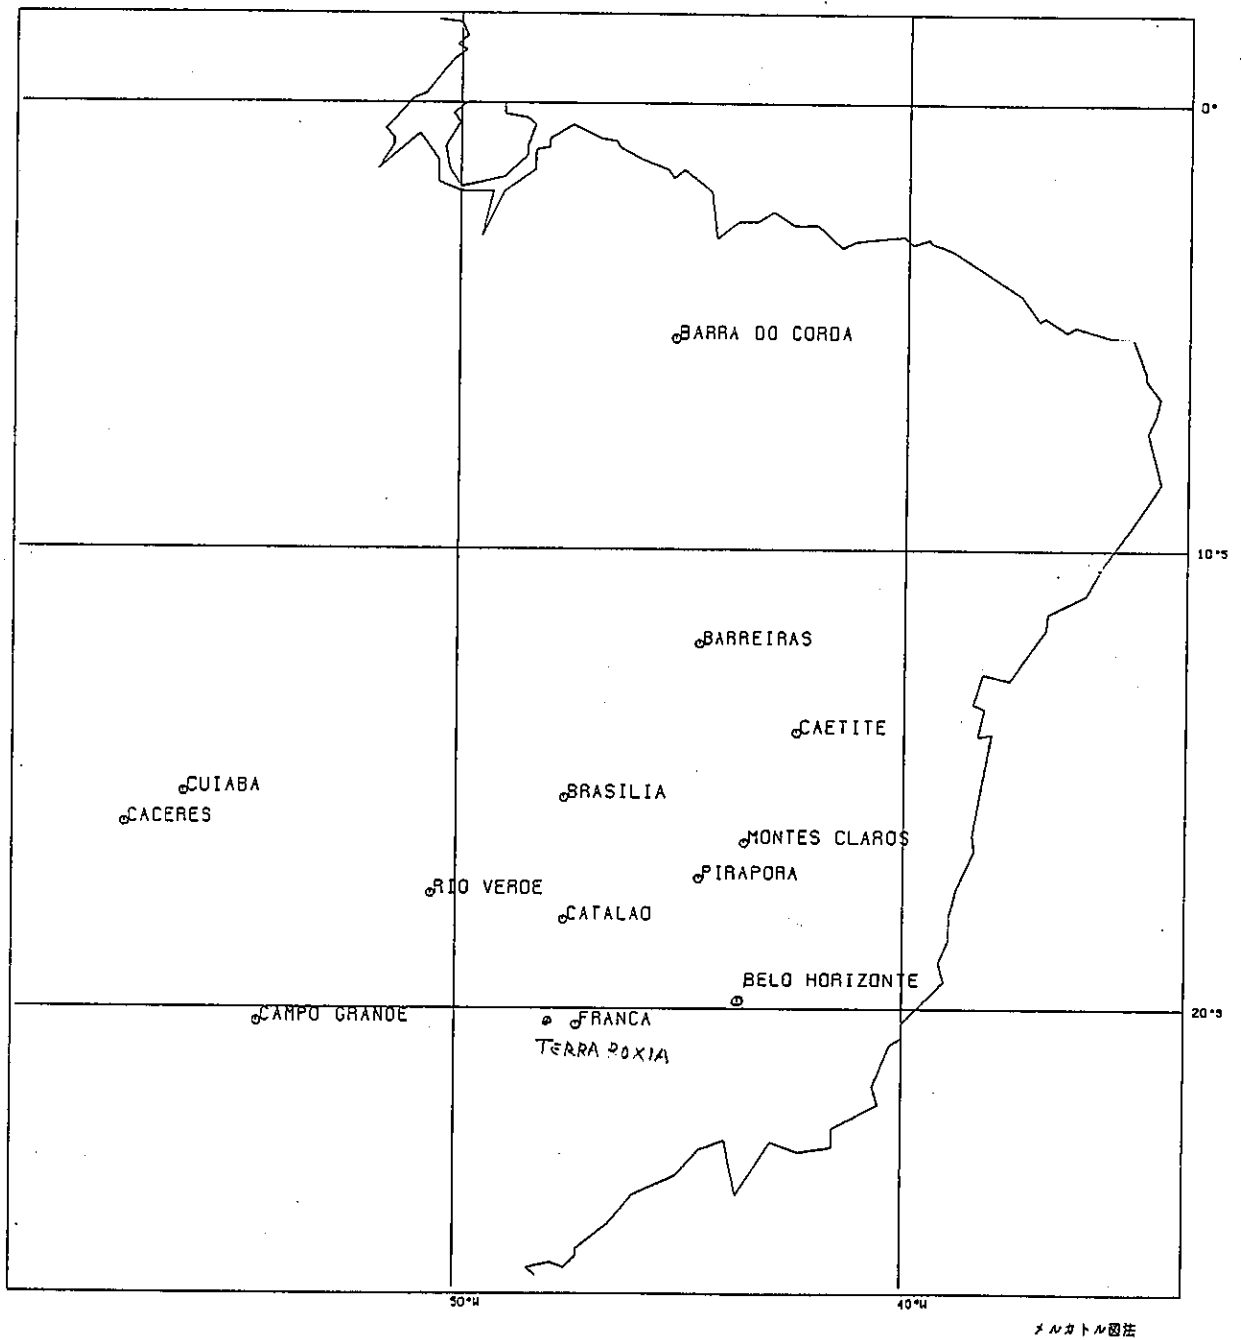 0°
BARRA DO CORDA
10°S
BARREIRAS
CAETITE
CUIABA
BRASILIA
CACERES
MONTES CLAROS
PIRAPORA
RIO VERDE
CATALAO
BELO HORIZONTE
CAMPO GRANDE
FRANCA
20°S
TERRA ROXIA
50°W
40°W
メルカトル図法